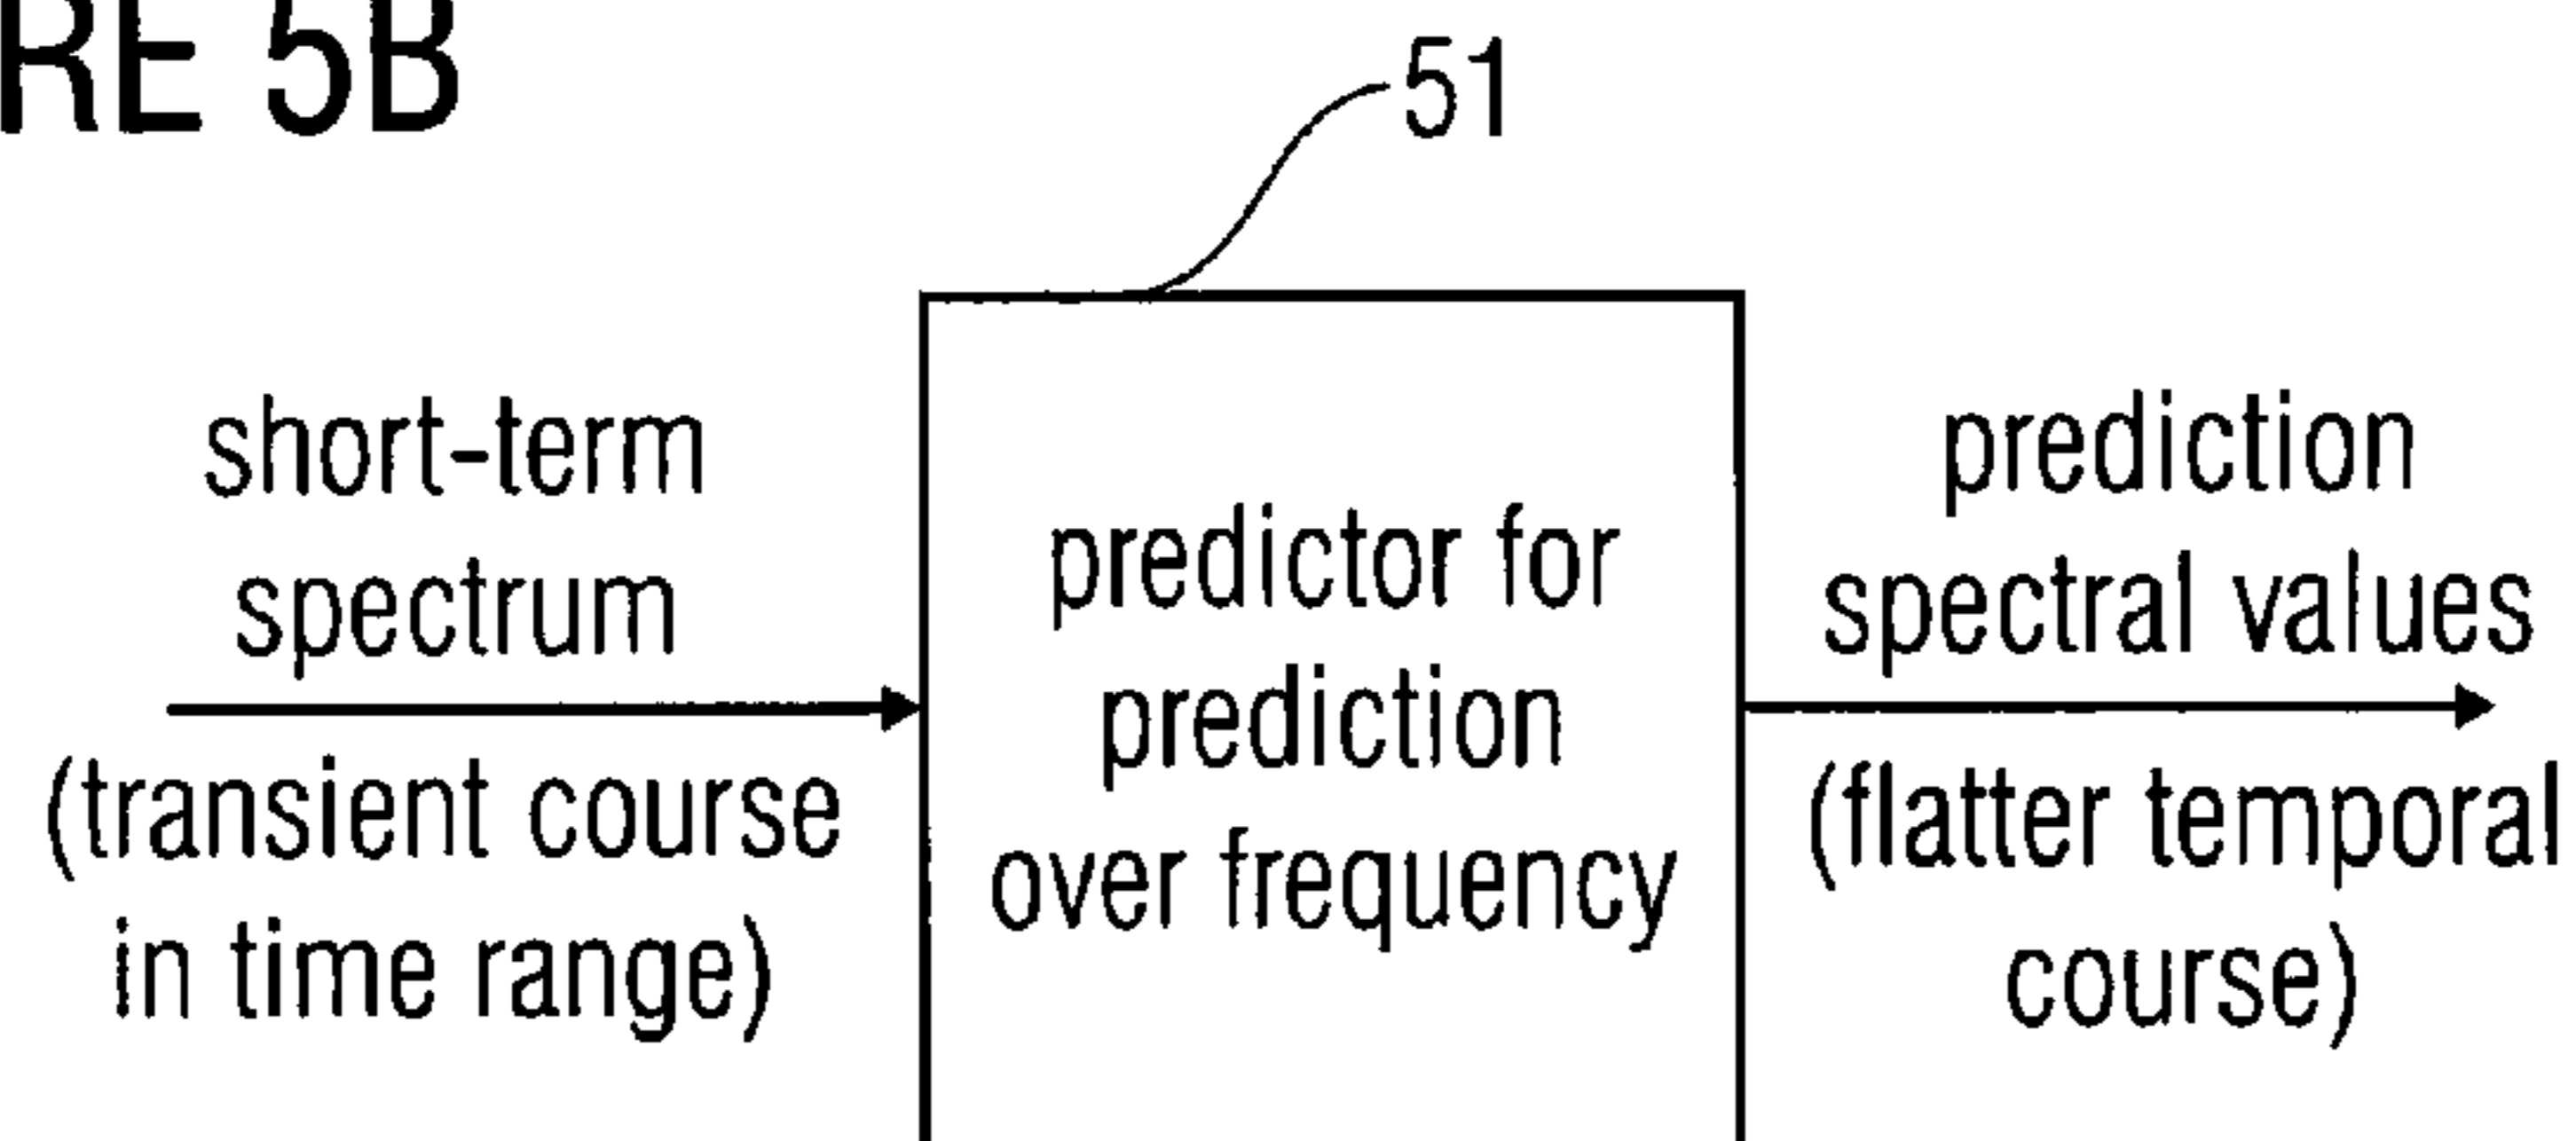 RE 5B
51
short-term
spectrum
(transient course
in time range)
predictor for
prediction
over frequency
prediction
spectral values
(flatter temporal
course)